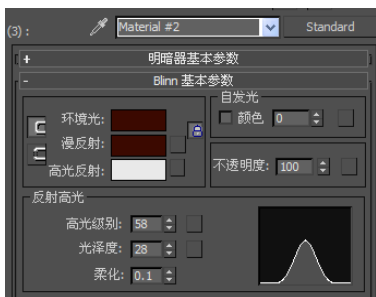 (3): Material #2 Standard
+ 明暗器基本参数
- Blinn 基本参数
自发光
环境光: 颜色 0
漫反射:
高光反射: 不透明度: 100
反射高光
高光级别: 58
光泽度: 28
柔化: 0.1